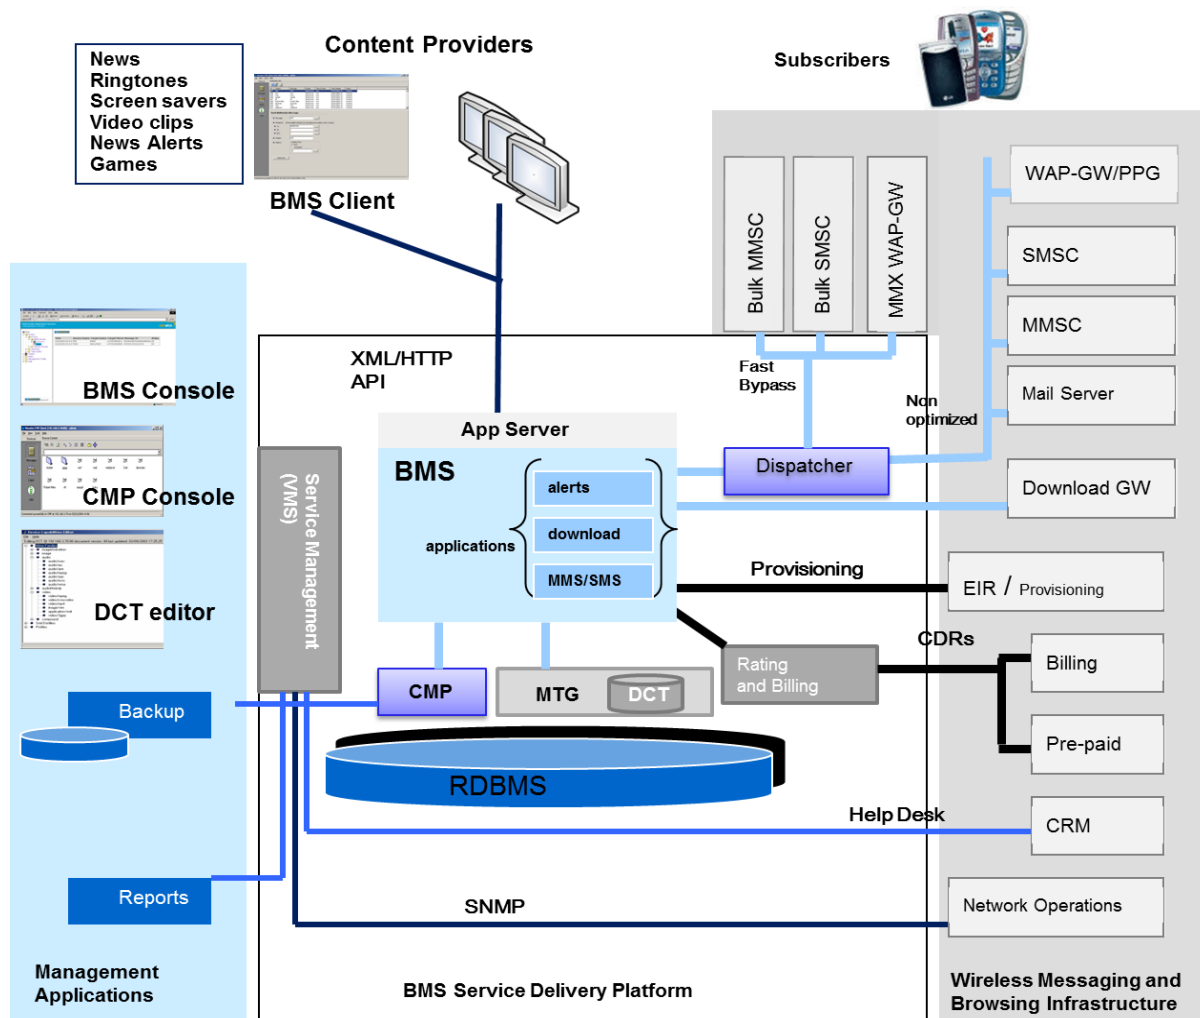 Content Providers
Subscribers
News
Ringtones
Screen savers
Video clips
News Alerts
Games
BMS Client
WAP-GW/PPG
SMSC
MMSC
Mail Server
Download GW
Bulk MMSC
Bulk SMSC
MMX WAP-GW
Fast
Bypass
Non
optimized
XML/HTTP
API
App Server
BMS
applications
alerts
download
MMS/SMS
Dispatcher
BMS Console
CMP Console
DCT editor
Service Management
(VMS)
Provisioning
EIR / Provisioning
CDRs
Rating
and Billing
Billing
Pre-paid
CMP
MTG
DCT
Backup
RDBMS
Help Desk
CRM
Reports
SNMP
Network Operations
Management
Applications
BMS Service Delivery Platform
Wireless Messaging and
Browsing Infrastructure